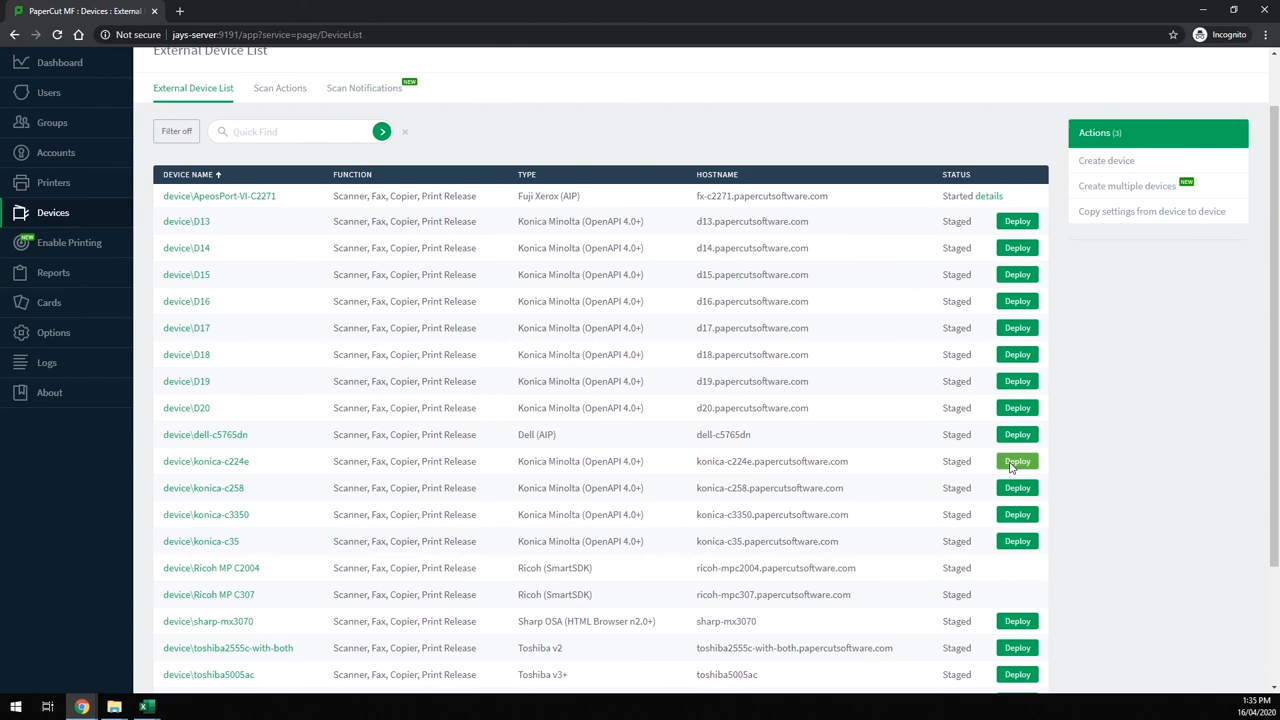 PaperCut MF : External Device Li
Not secure | jays-server:9191/app?service=page/DeviceList
Incognito
Dashboard
Users
Groups
Accounts
Printers
Devices
NEW
Enable Printing
Reports
Cards
Options
Logs
About
External Device List
External Device List Scan Actions Scan Notifications NEW
Filter off Quick Find
DEVICE NAME FUNCTION TYPE HOSTNAME STATUS
device\ApeosPort-VI-C2271 Scanner, Fax, Copier, Print Release Fuji Xerox (AIP) fx-c2271.papercutsoftware.com Started details
device\D13 Scanner, Fax, Copier, Print Release Konica Minolta (OpenAPI 4.0+) d13.papercutsoftware.com Staged Deploy
device\D14 Scanner, Fax, Copier, Print Release Konica Minolta (OpenAPI 4.0+) d14.papercutsoftware.com Staged Deploy
device\D15 Scanner, Fax, Copier, Print Release Konica Minolta (OpenAPI 4.0+) d15.papercutsoftware.com Staged Deploy
device\D16 Scanner, Fax, Copier, Print Release Konica Minolta (OpenAPI 4.0+) d16.papercutsoftware.com Staged Deploy
device\D17 Scanner, Fax, Copier, Print Release Konica Minolta (OpenAPI 4.0+) d17.papercutsoftware.com Staged Deploy
device\D18 Scanner, Fax, Copier, Print Release Konica Minolta (OpenAPI 4.0+) d18.papercutsoftware.com Staged Deploy
device\D19 Scanner, Fax, Copier, Print Release Konica Minolta (OpenAPI 4.0+) d19.papercutsoftware.com Staged Deploy
device\D20 Scanner, Fax, Copier, Print Release Konica Minolta (OpenAPI 4.0+) d20.papercutsoftware.com Staged Deploy
device\dell-c5765dn Scanner, Fax, Copier, Print Release Dell (AIP) dell-c5765dn Staged Deploy
device\konica-c224e Scanner, Fax, Copier, Print Release Konica Minolta (OpenAPI 4.0+) konica-c224e.papercutsoftware.com Staged Deploy
device\konica-c258 Scanner, Fax, Copier, Print Release Konica Minolta (OpenAPI 4.0+) konica-c258.papercutsoftware.com Staged Deploy
device\konica-c3350 Scanner, Fax, Copier, Print Release Konica Minolta (OpenAPI 4.0+) konica-c3350.papercutsoftware.com Staged Deploy
device\konica-c35 Scanner, Fax, Copier, Print Release Konica Minolta (OpenAPI 4.0+) konica-c35.papercutsoftware.com Staged Deploy
device\Ricoh MP C2004 Scanner, Fax, Copier, Print Release Ricoh (SmartSDK) ricoh-mpc2004.papercutsoftware.com Staged
device\Ricoh MP C307 Scanner, Fax, Copier, Print Release Ricoh (SmartSDK) ricoh-mpc307.papercutsoftware.com Staged
device\sharp-mx3070 Scanner, Fax, Copier, Print Release Sharp OSA (HTML Browser n2.0+) sharp-mx3070 Staged Deploy
device\toshiba2555c-with-both Scanner, Fax, Copier, Print Release Toshiba v2 toshiba2555c-with-both.papercutsoftware.com Staged Deploy
device\toshiba5005ac Scanner, Fax, Copier, Print Release Toshiba v3+ toshiba5005ac Staged Deploy
Actions (3)
Create device
Create multiple devices NEW
Copy settings from device to device
1:35 PM
16/04/2020